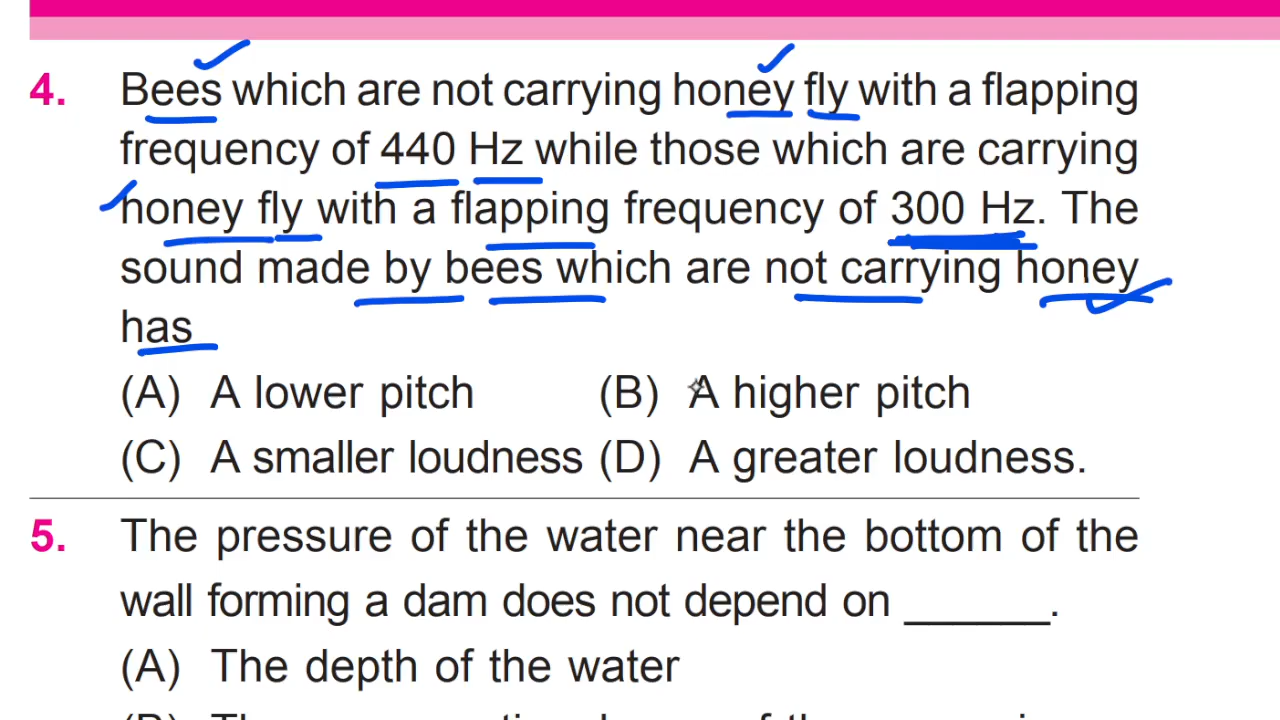 4. Bees which are not carrying honey fly with a flapping
frequency of 440 Hz while those which are carrying
honey fly with a flapping frequency of 300 Hz. The
sound made by bees which are not carrying honey
has
(A) A lower pitch (B) A higher pitch
(C) A smaller loudness (D) A greater loudness.
5. The pressure of the water near the bottom of the
wall forming a dam does not depend on ______.
(A) The depth of the water